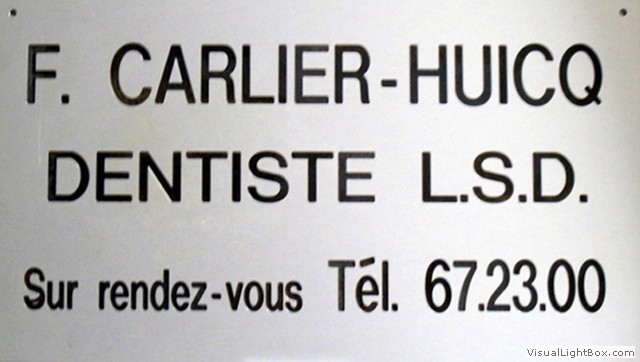 F. CARLIER-HUICQ
DENTISTE L.S.D.
Sur rendez-vous Tél. 67.23.00
VisualLightBox.com